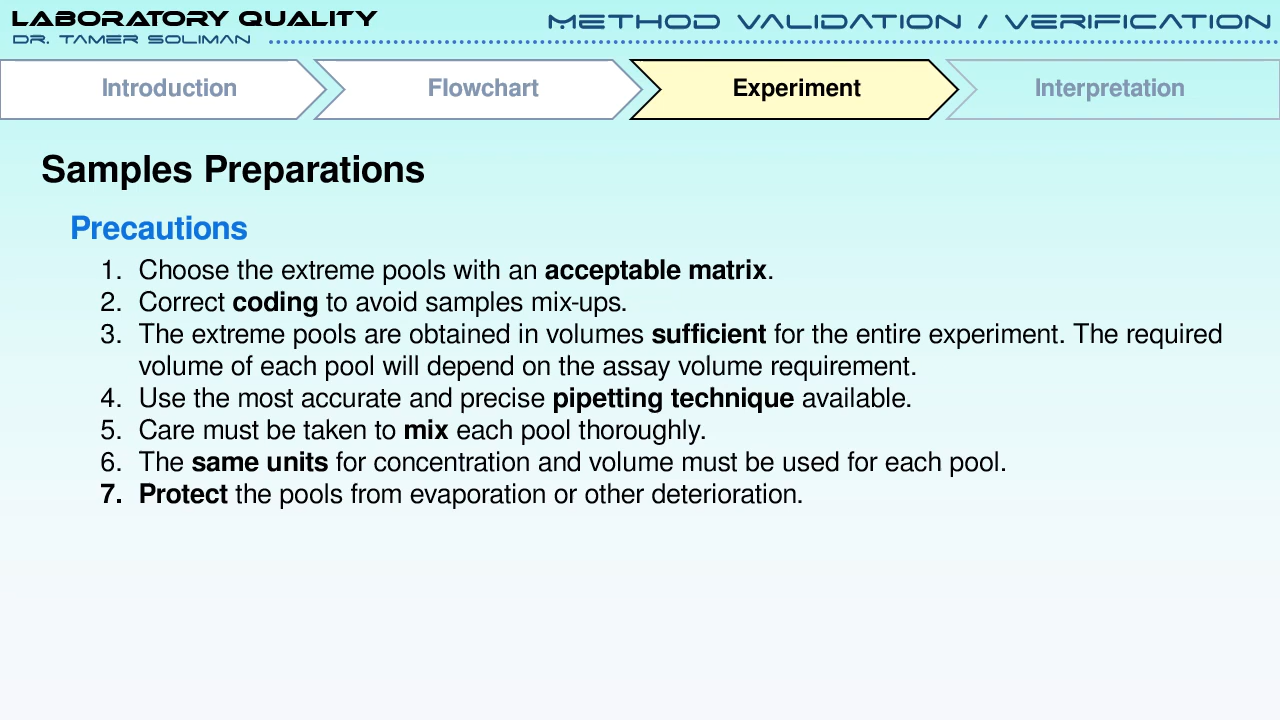 LABORATORY QUALITY
METHOD VALIDATION / VERIFICATION
DR. TAMER SOLIMAN
Introduction
Flowchart
Experiment
Interpretation
Samples Preparations
Precautions
1. Choose the extreme pools with an acceptable matrix.
2. Correct coding to avoid samples mix-ups.
3. The extreme pools are obtained in volumes sufficient for the entire experiment. The required
volume of each pool will depend on the assay volume requirement.
4. Use the most accurate and precise pipetting technique available.
5. Care must be taken to mix each pool thoroughly.
6. The same units for concentration and volume must be used for each pool.
7. Protect the pools from evaporation or other deterioration.